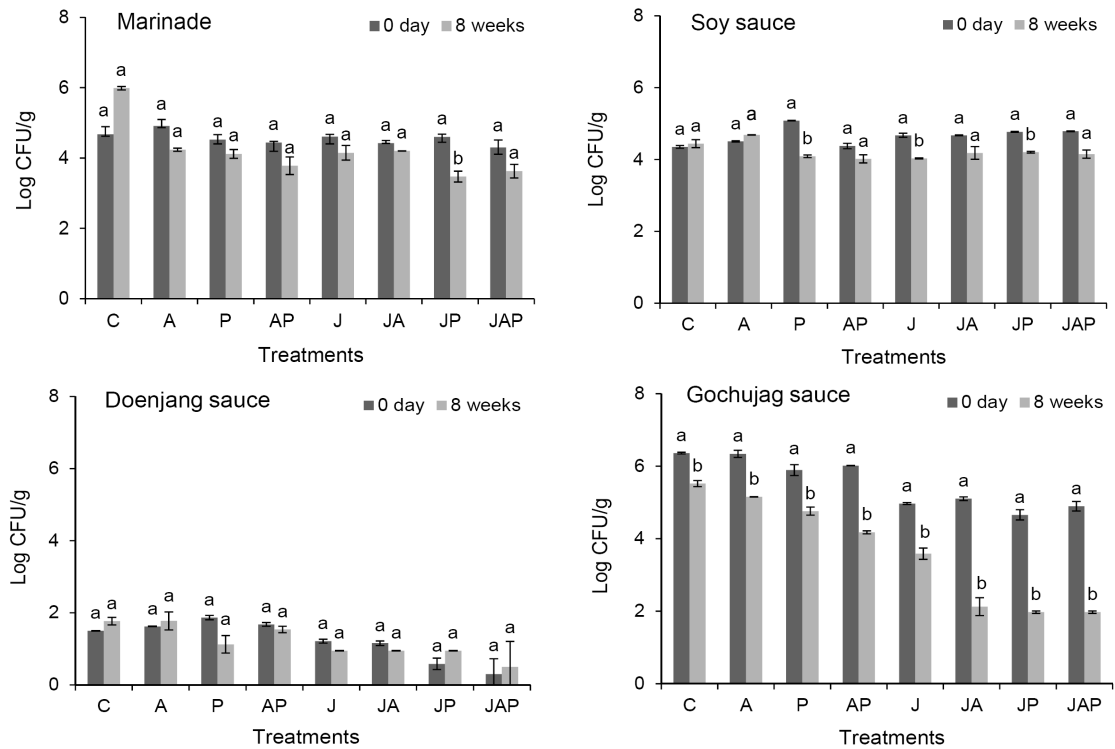 Marinade
0 day 8 weeks
Log CFU/g
8
6
4
2
0
a a a a a a a a a a a a a b a a
C A P AP J JA JP JAP
Treatments
Soy sauce
0 day 8 weeks
Log CFU/g
8
6
4
2
0
a a a a a b a a a b a a a b a a
C A P AP J JA JP JAP
Treatments
Doenjang sauce
0 day 8 weeks
Log CFU/g
8
6
4
2
0
a a a a a a a a a a a a a a a a
C A P AP J JA JP JAP
Treatments
Gochujag sauce
0 day 8 weeks
Log CFU/g
8
6
4
2
0
a b a b a b a b a b a b a b a b
C A P AP J JA JP JAP
Treatments